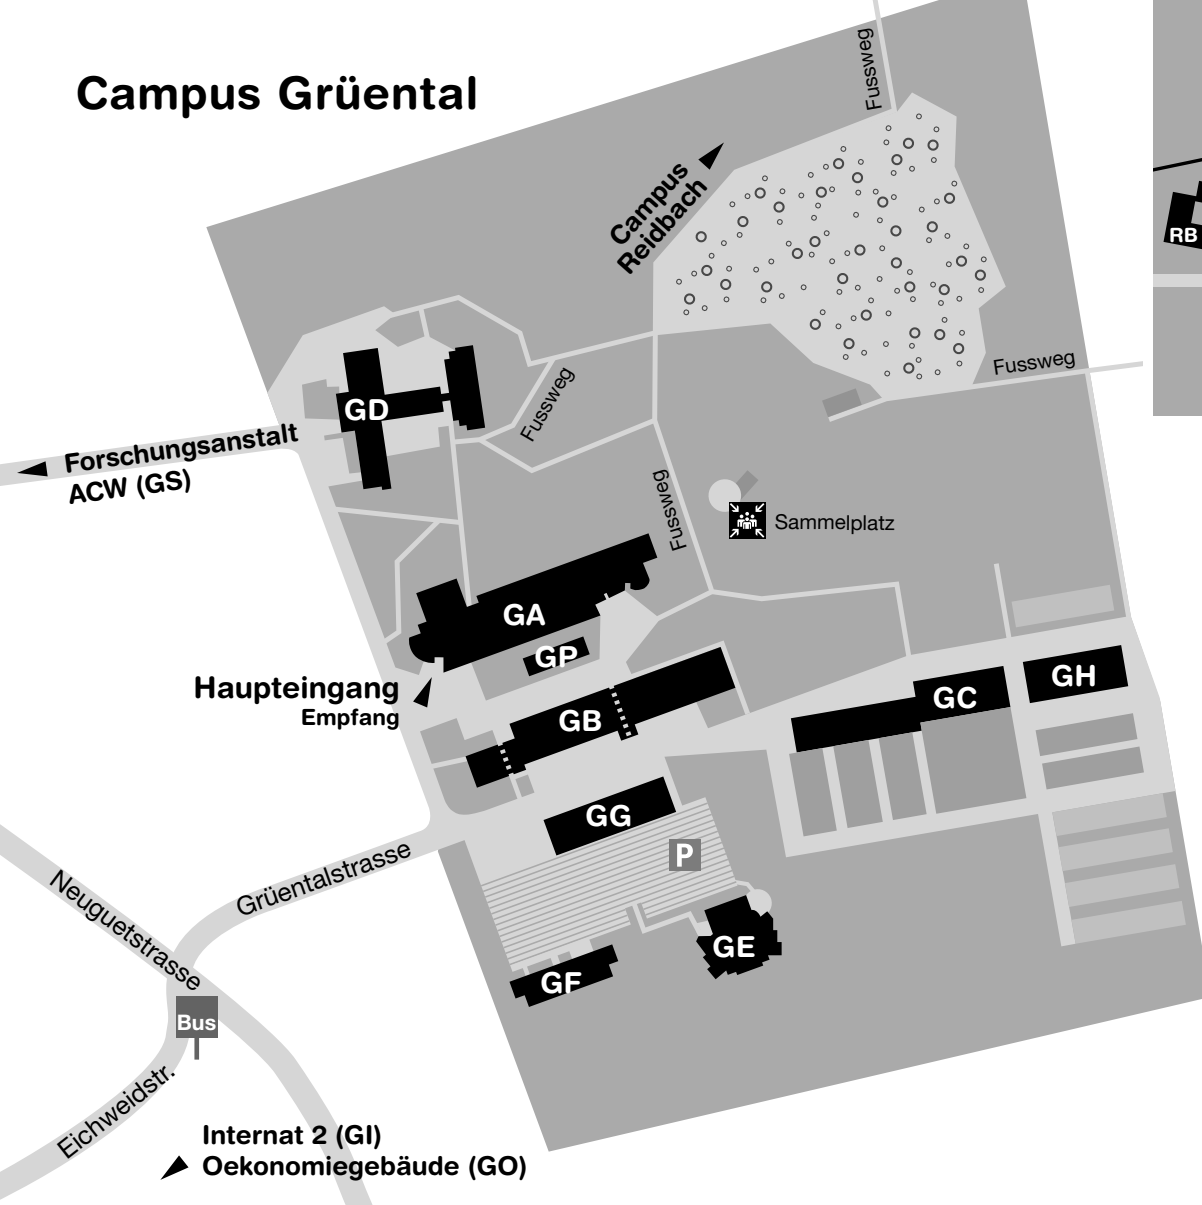 Campus Grüental
Fussweg
Campus
Reidbach
RB
Fussweg
GD
Fussweg
Forschungsanstalt
ACW (GS)
Fussweg
Sammelplatz
GA
GP
Haupteingang
Empfang
GB
GC
GH
GG
P
Grüentalstrasse
Neuguetstrasse
GE
GF
Bus
Eichweidstr.
Internat 2 (GI)
Oekonomiegebäude (GO)